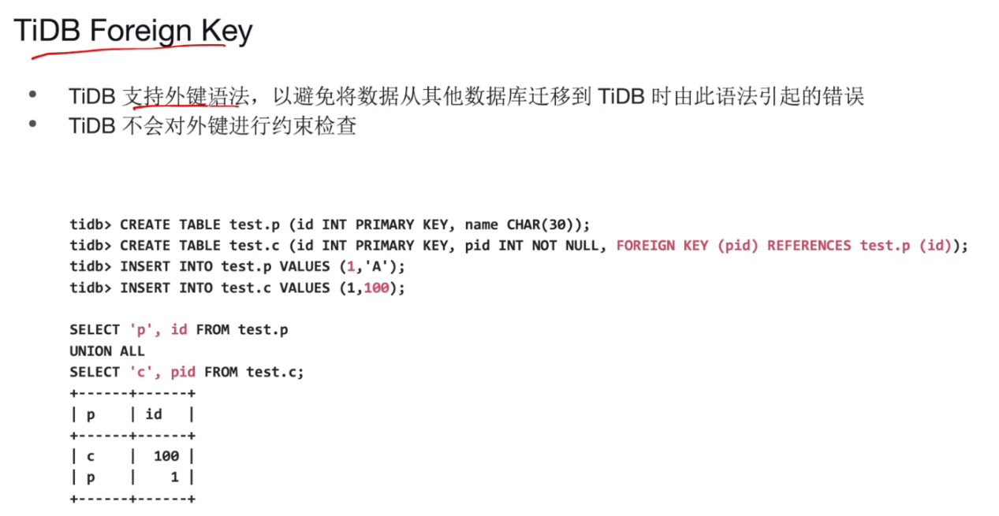 TiDB Foreign Key
• TiDB 支持外键语法，以避免将数据从其他数据库迁移到 TiDB 时由此语法引起的错误
• TiDB 不会对外键进行约束检查
tidb> CREATE TABLE test.p (id INT PRIMARY KEY, name CHAR(30));
tidb> CREATE TABLE test.c (id INT PRIMARY KEY, pid INT NOT NULL, FOREIGN KEY (pid) REFERENCES test.p (id));
tidb> INSERT INTO test.p VALUES (1,'A');
tidb> INSERT INTO test.c VALUES (1,100);
SELECT 'p', id FROM test.p
UNION ALL
SELECT 'c', pid FROM test.c;
+------+------+
| p    | id   |
+------+------+
| c    |  100 |
| p    |    1 |
+------+------+